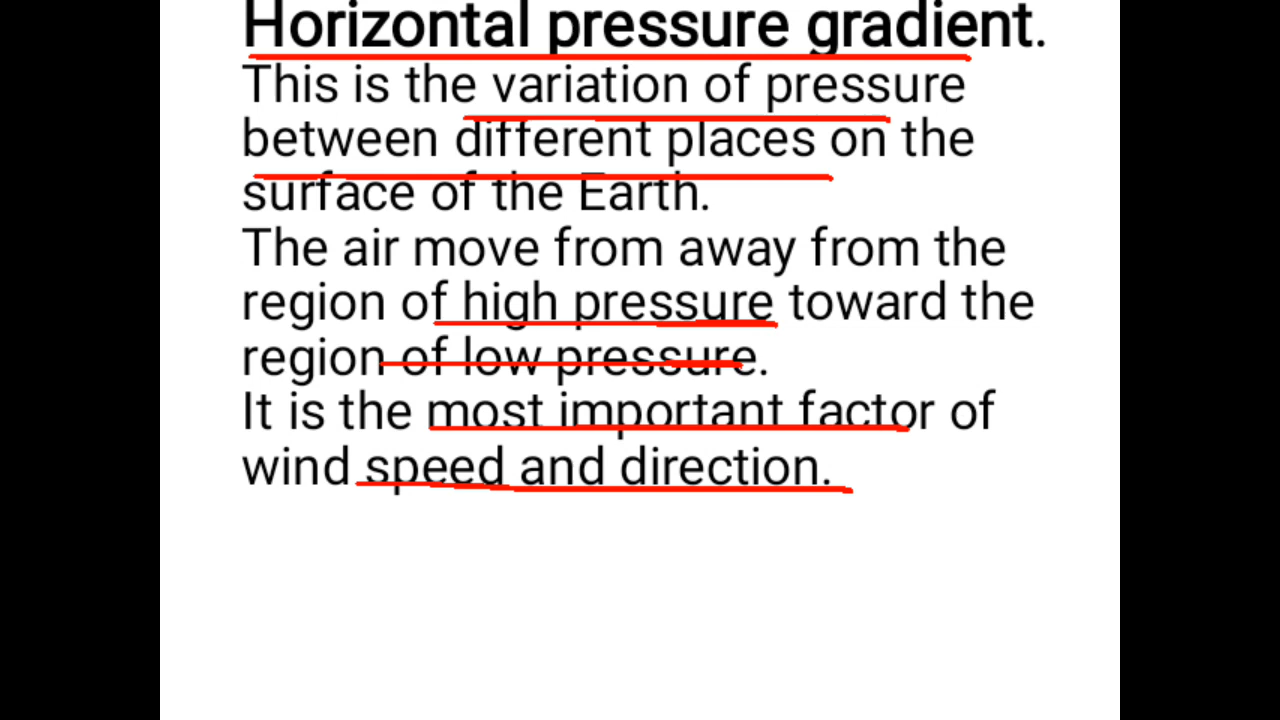 Horizontal pressure gradient.
This is the variation of pressure
between different places on the
surface of the Earth.
The air move from away from the
region of high pressure toward the
region of low pressure.
It is the most important factor of
wind speed and direction.